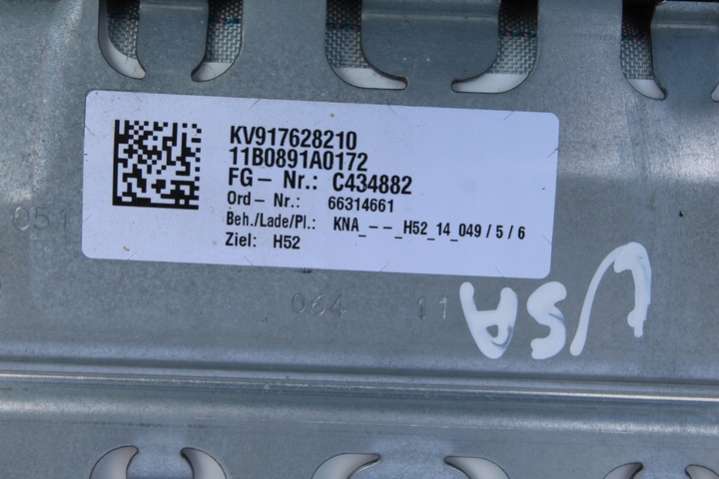 KV917628210
11B0891A0172
FG – Nr.: C434882
Ord – Nr.: 66314661
Beh./Lade/Pl.: KNA_ – – _H52_14_049 / 5 / 6
Ziel: H52
051
064 11
USA